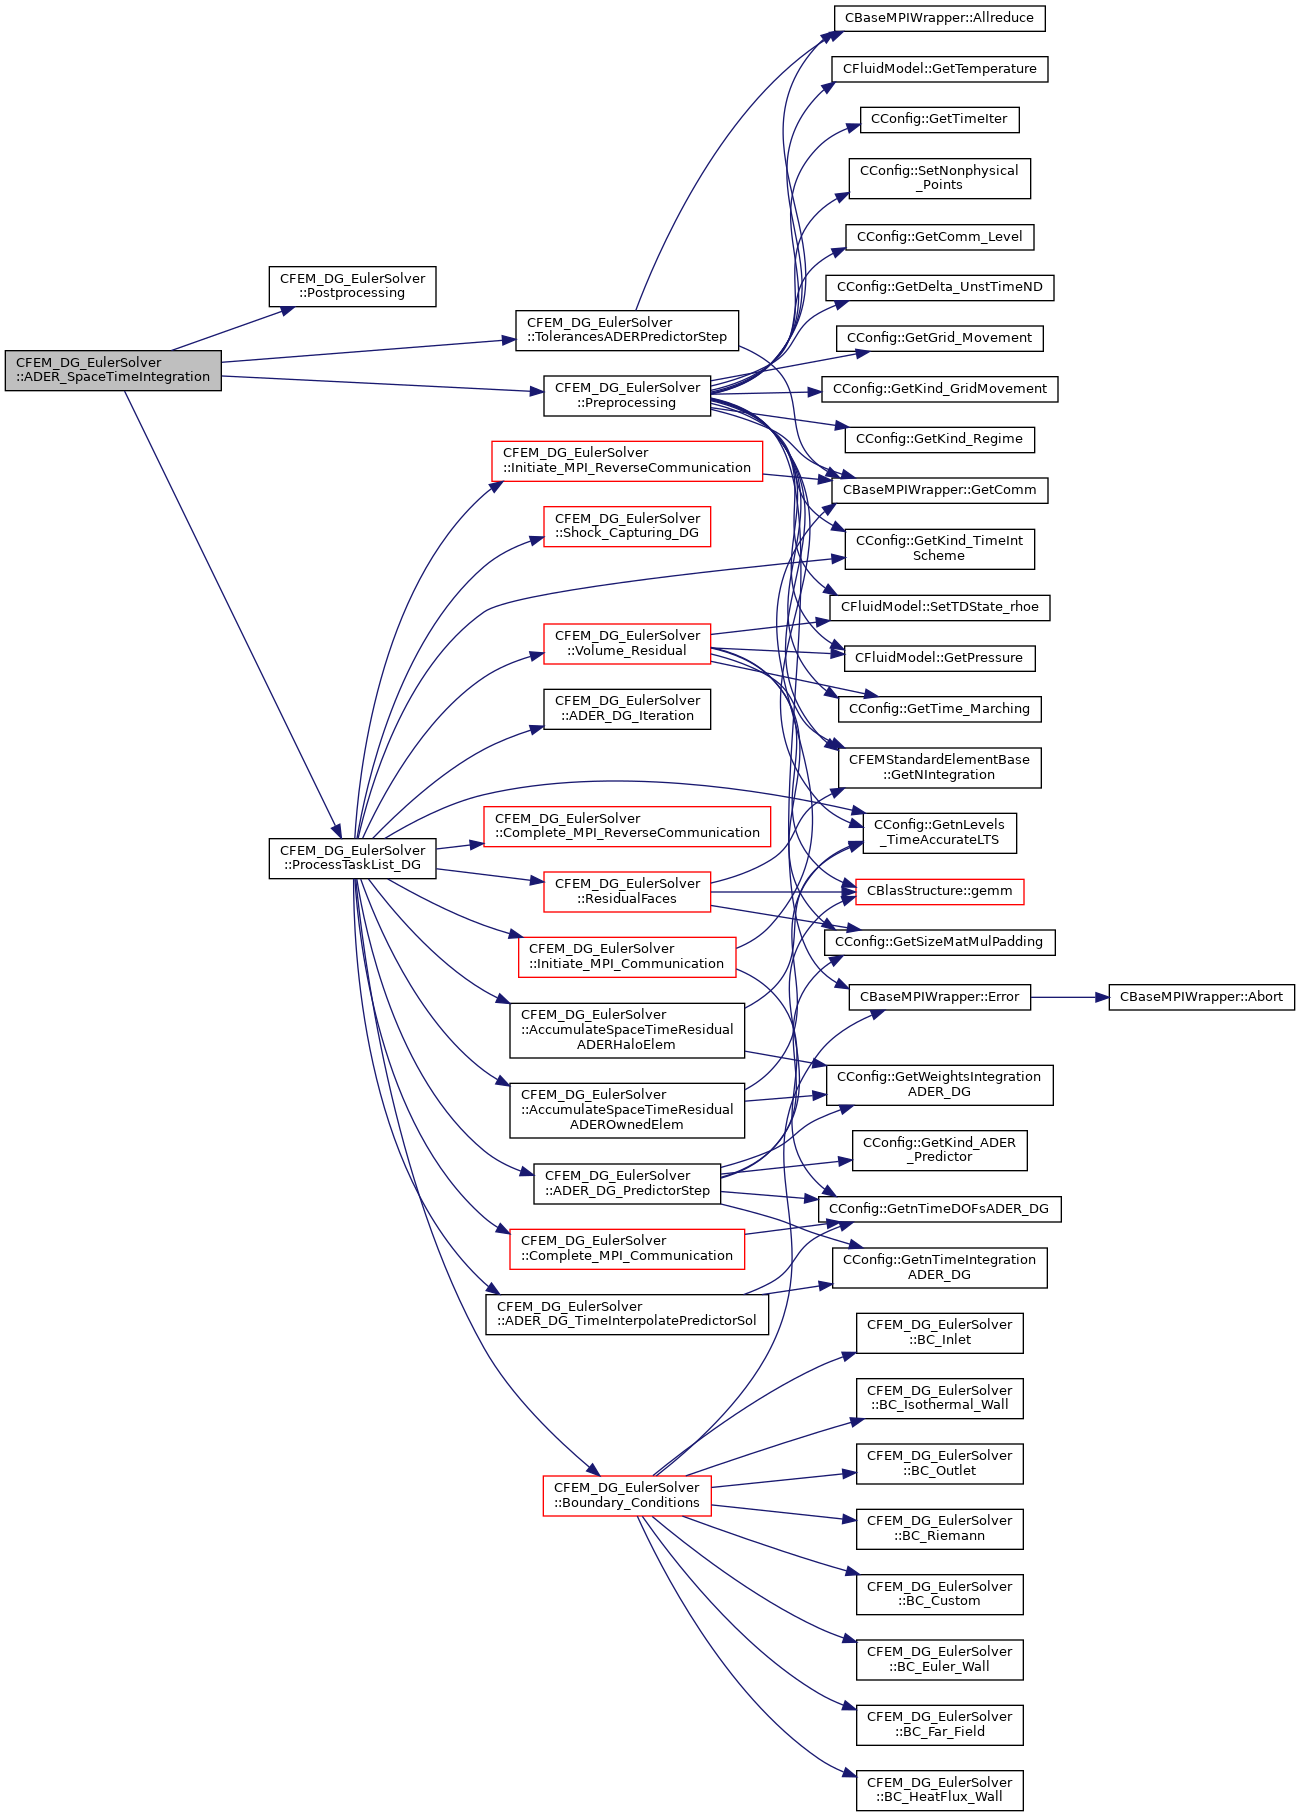 CFEM_DG_EulerSolver
::ADER_SpaceTimeIntegration
CFEM_DG_EulerSolver
::Postprocessing
CFEM_DG_EulerSolver
::ProcessTaskList_DG
CFEM_DG_EulerSolver
::TolerancesADERPredictorStep
CFEM_DG_EulerSolver
::Preprocessing
CFEM_DG_EulerSolver
::Initiate_MPI_ReverseCommunication
CFEM_DG_EulerSolver
::Shock_Capturing_DG
CFEM_DG_EulerSolver
::Volume_Residual
CFEM_DG_EulerSolver
::ADER_DG_Iteration
CFEM_DG_EulerSolver
::Complete_MPI_ReverseCommunication
CFEM_DG_EulerSolver
::ResidualFaces
CFEM_DG_EulerSolver
::Initiate_MPI_Communication
CFEM_DG_EulerSolver
::AccumulateSpaceTimeResidual
ADERHaloElem
CFEM_DG_EulerSolver
::AccumulateSpaceTimeResidual
ADEROwnedElem
CFEM_DG_EulerSolver
::ADER_DG_PredictorStep
CFEM_DG_EulerSolver
::Complete_MPI_Communication
CFEM_DG_EulerSolver
::ADER_DG_TimeInterpolatePredictorSol
CFEM_DG_EulerSolver
::Boundary_Conditions
CBaseMPIWrapper::Allreduce
CFluidModel::GetTemperature
CConfig::GetTimeIter
CConfig::SetNonphysical
_Points
CConfig::GetComm_Level
CConfig::GetDelta_UnstTimeND
CConfig::GetGrid_Movement
CConfig::GetKind_GridMovement
CConfig::GetKind_Regime
CBaseMPIWrapper::GetComm
CConfig::GetKind_TimeInt
Scheme
CFluidModel::SetTDState_rhoe
CFluidModel::GetPressure
CConfig::GetTime_Marching
CFEMStandardElementBase
::GetNIntegration
CConfig::GetnLevels
_TimeAccurateLTS
CBlasStructure::gemm
CConfig::GetSizeMatMulPadding
CBaseMPIWrapper::Error
CBaseMPIWrapper::Abort
CConfig::GetWeightsIntegration
ADER_DG
CConfig::GetKind_ADER
_Predictor
CConfig::GetnTimeDOFsADER_DG
CConfig::GetnTimeIntegration
ADER_DG
CFEM_DG_EulerSolver
::BC_Inlet
CFEM_DG_EulerSolver
::BC_Isothermal_Wall
CFEM_DG_EulerSolver
::BC_Outlet
CFEM_DG_EulerSolver
::BC_Riemann
CFEM_DG_EulerSolver
::BC_Custom
CFEM_DG_EulerSolver
::BC_Euler_Wall
CFEM_DG_EulerSolver
::BC_Far_Field
CFEM_DG_EulerSolver
::BC_HeatFlux_Wall